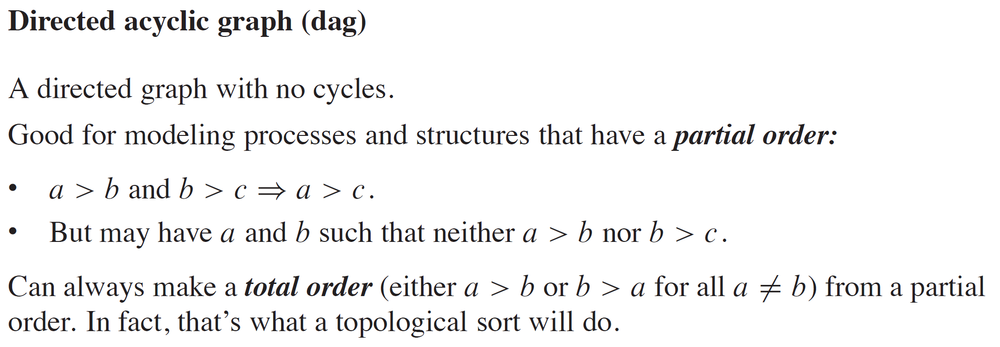 Directed acyclic graph (dag)
A directed graph with no cycles.
Good for modeling processes and structures that have a partial order:
• a > b and b > c ⇒ a > c.
• But may have a and b such that neither a > b nor b > c.
Can always make a total order (either a > b or b > a for all a ≠ b) from a partial
order. In fact, that’s what a topological sort will do.